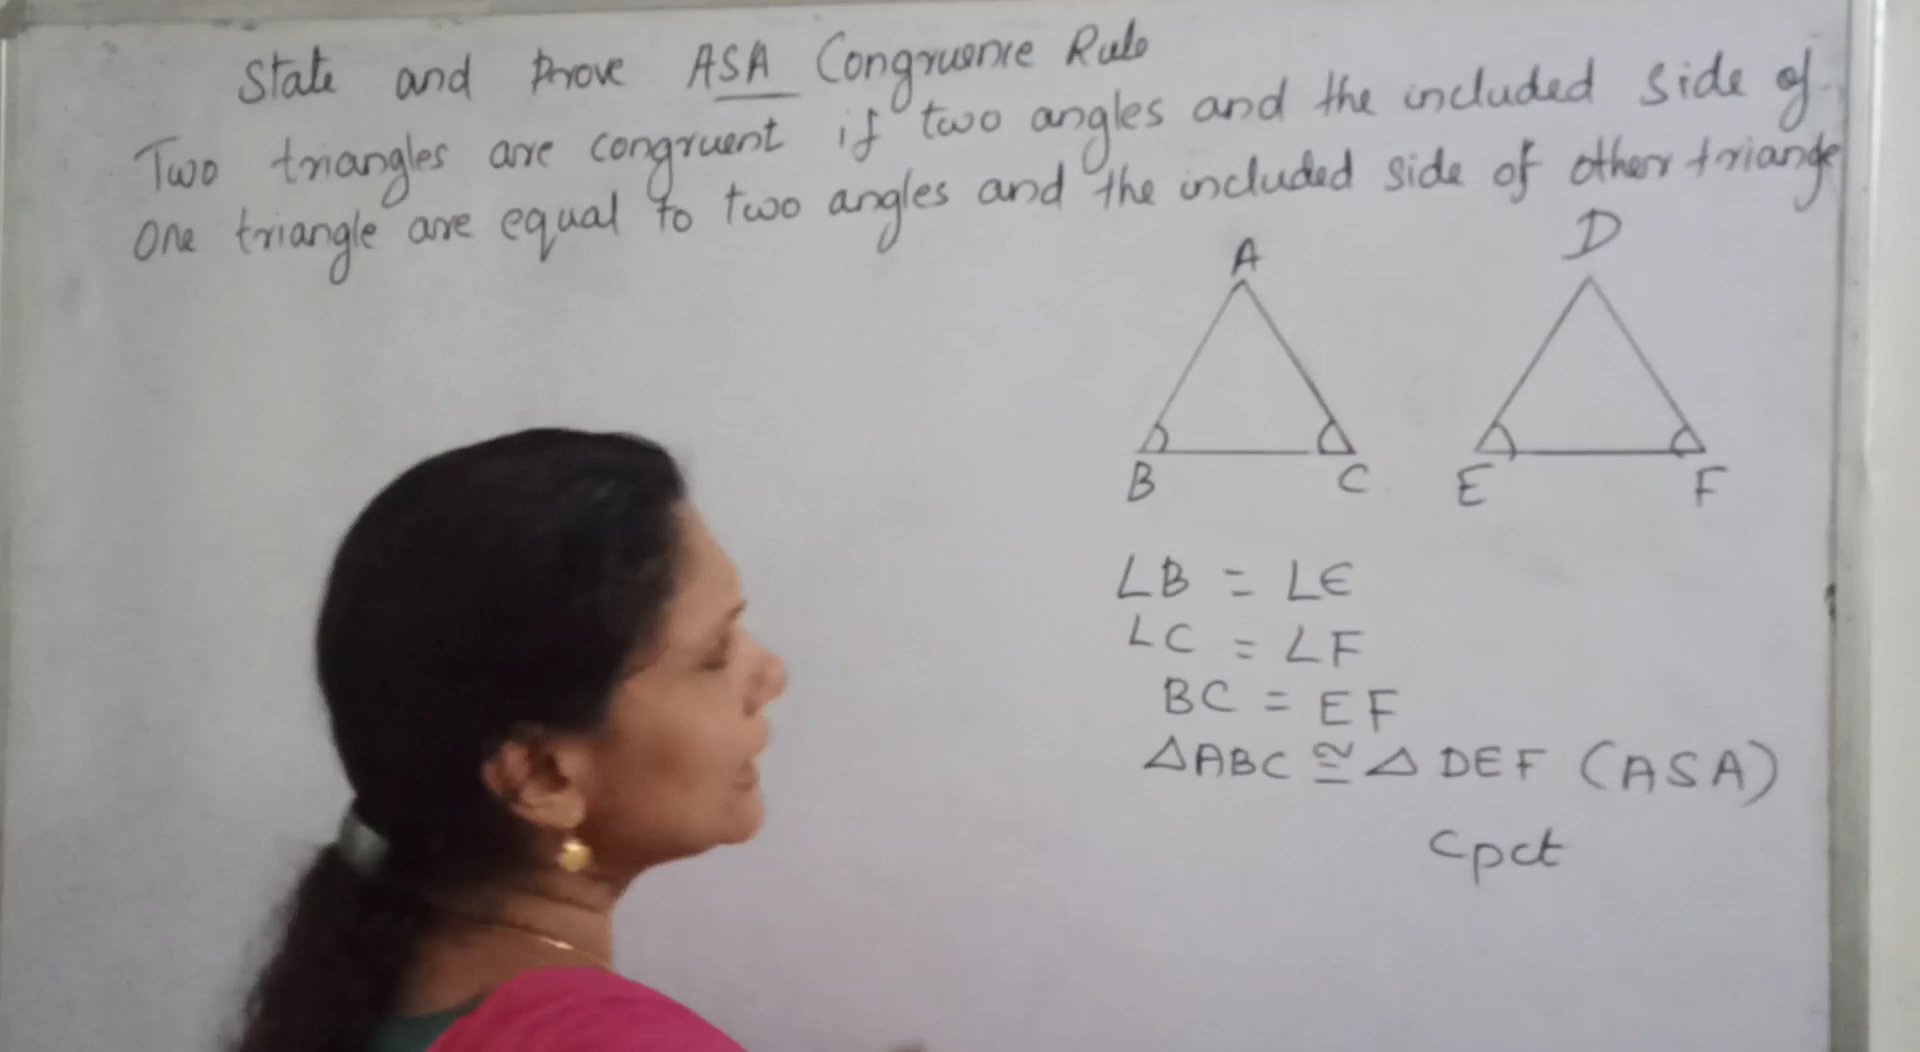 State and Prove ASA Congruence Rule
Two triangles are congruent if two angles and the included side of
one triangle are equal to two angles and the included side of other triangle
A
D
B
C
E
F
∠B = ∠E
∠C = ∠F
BC = EF
△ABC ≅ △DEF (ASA)
cpct